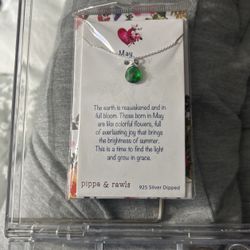 May
The earth is reawakened and in
full bloom. Those born in May
are like colorful flowers, full
of everlasting joy that brings
the brightness of summer.
This is a time to find the light
and grow in grace.
pippa & rawls
925 Silver Dipped